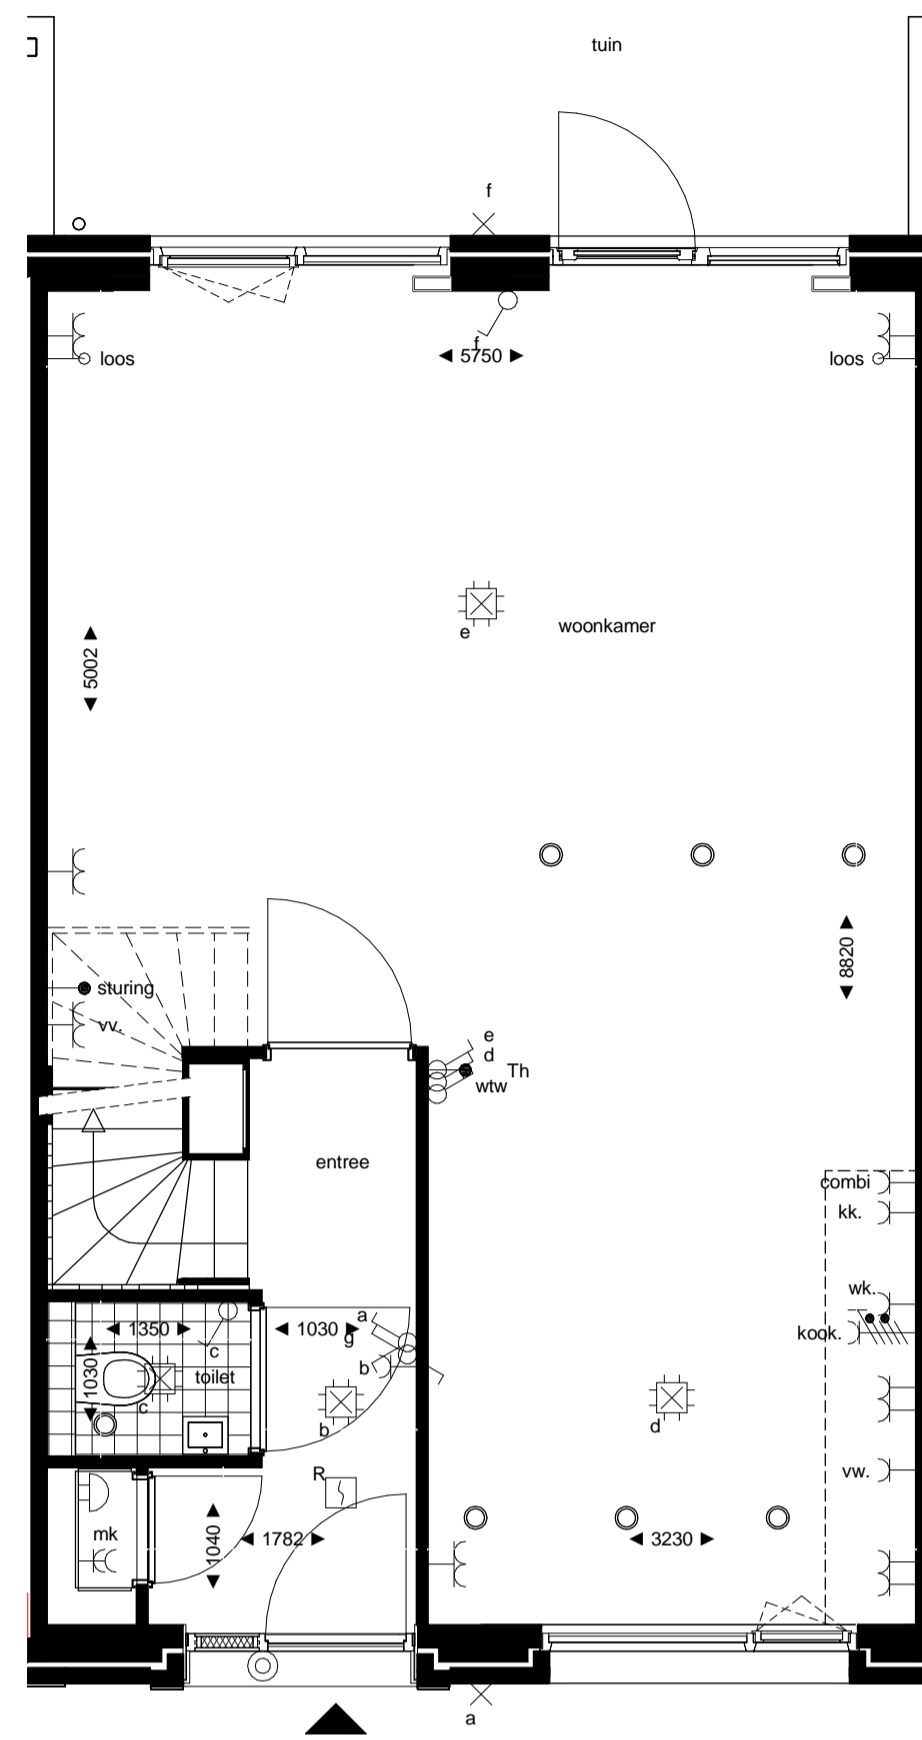 tuin
f
f
5750
loos
loos
e
woonkamer
5002
8820
sturing
vv.
e
d
Th
wtw
entree
combi
kk.
wk.
kook.
1350
1030
a
g
c
b
toilet
1030
c
b
d
R
vw.
mk
1040
1782
3230
a